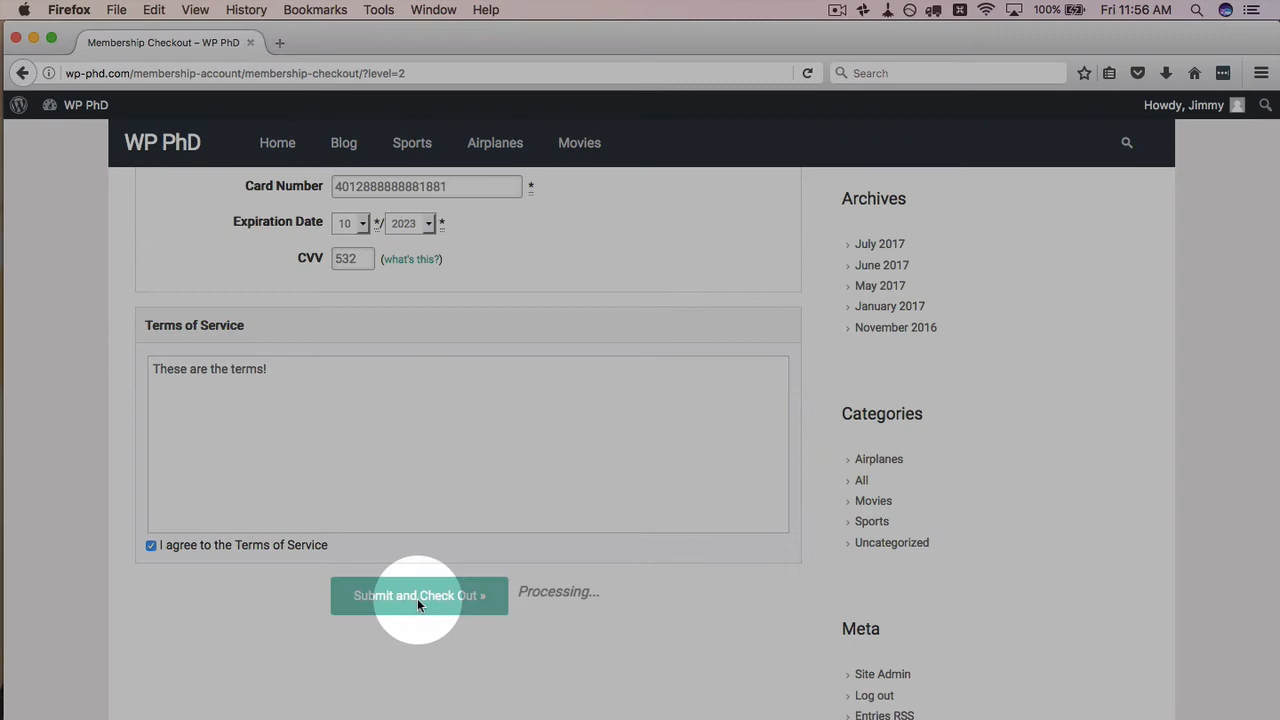 Firefox File Edit View History Bookmarks Tools Window Help 100% Fri 11:56 AM
Membership Checkout – WP PhD
wp-phd.com/membership-account/membership-checkout/?level=2
Search
WP PhD
Howdy, Jimmy
WP PhD Home Blog Sports Airplanes Movies
Card Number 4012888888881881 *
Expiration Date 10 */ 2023 *
CVV 532 (what's this?)
Terms of Service
These are the terms!
I agree to the Terms of Service
Submit and Check Out » Processing...
Archives
July 2017
June 2017
May 2017
January 2017
November 2016
Categories
Airplanes
All
Movies
Sports
Uncategorized
Meta
Site Admin
Log out
Entries RSS